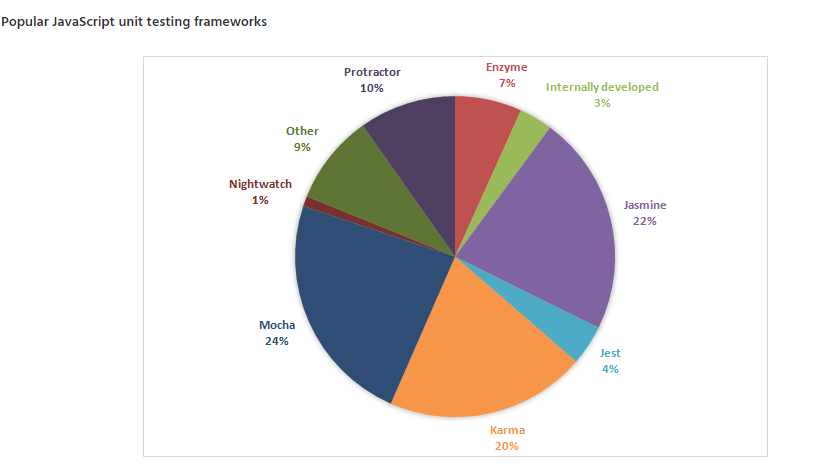 Popular JavaScript unit testing frameworks
Enzyme
7%
Internally developed
3%
Jasmine
22%
Jest
4%
Karma
20%
Mocha
24%
Nightwatch
1%
Other
9%
Protractor
10%